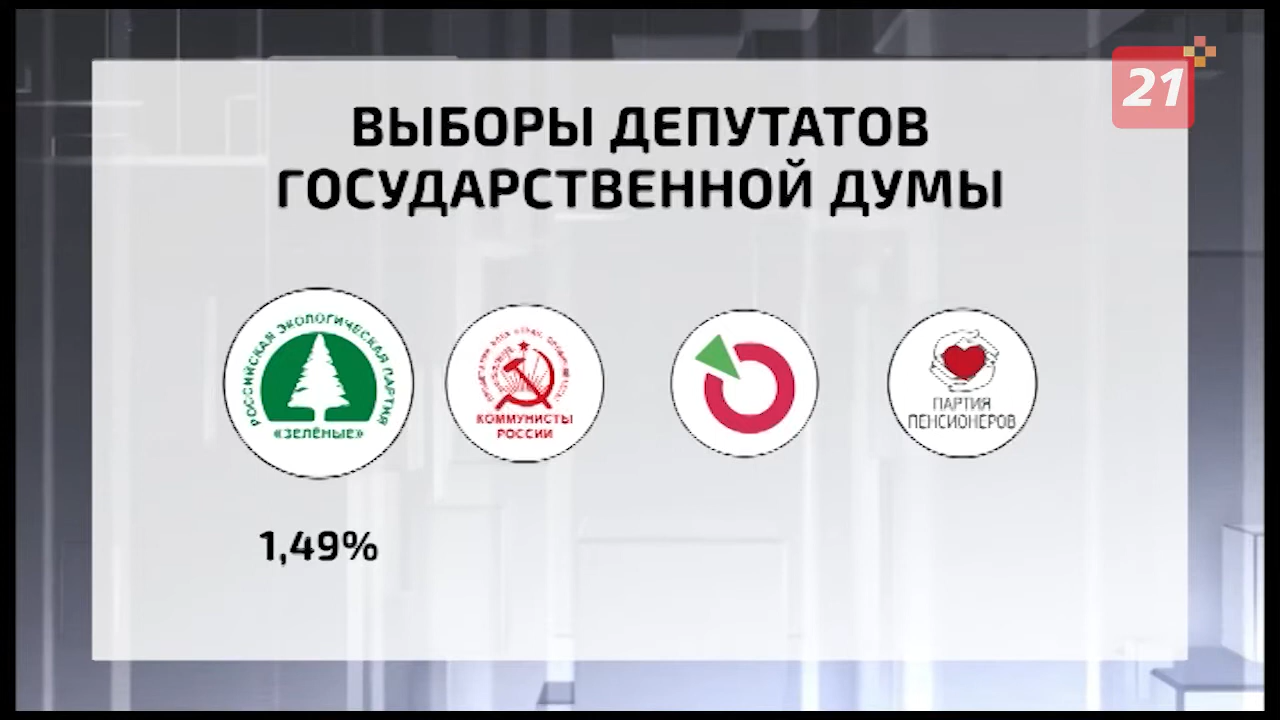 21
ВЫБОРЫ ДЕПУТАТОВ
ГОСУДАРСТВЕННОЙ ДУМЫ
РОССИЙСКАЯ ЭКОЛОГИЧЕСКАЯ ПАРТИЯ
«ЗЕЛЁНЫЕ»
КОММУНИСТЫ
РОССИИ
ПАРТИЯ
ПЕНСИОНЕРОВ
1,49%